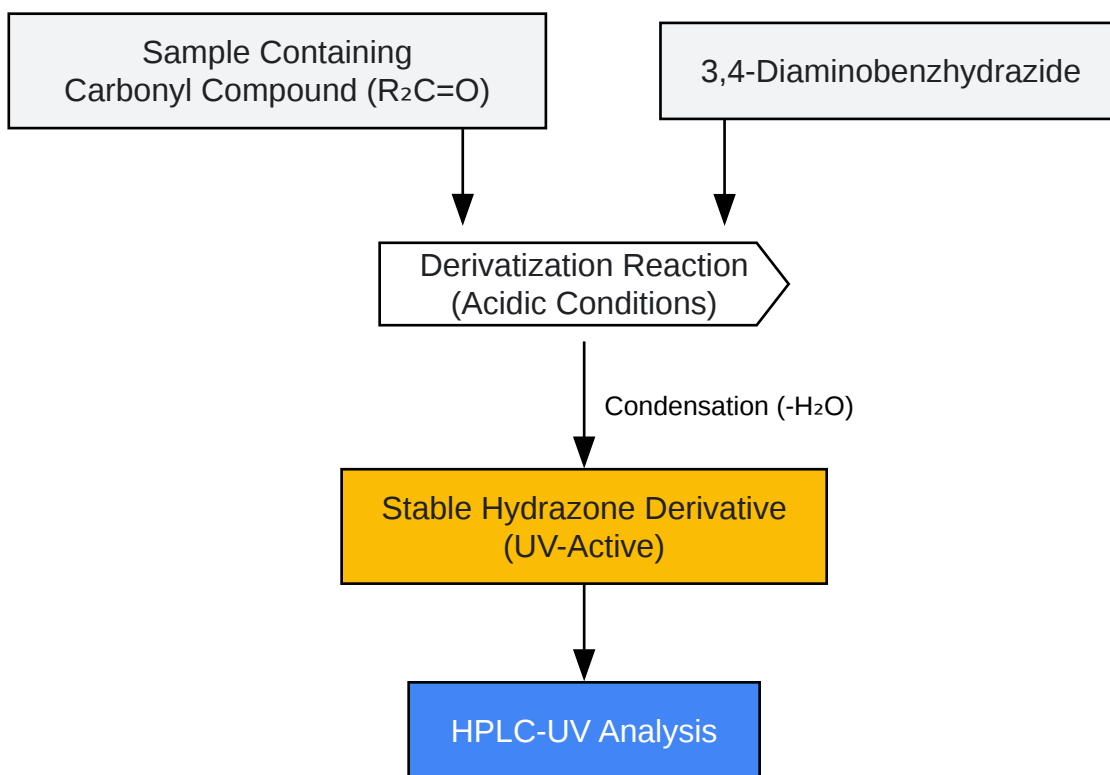 Sample Containing
Carbonyl Compound (R₂C=O)
3,4-Diaminobenzhydrazide
Derivatization Reaction
(Acidic Conditions)
Condensation (-H₂O)
Stable Hydrazone Derivative
(UV-Active)
HPLC-UV Analysis